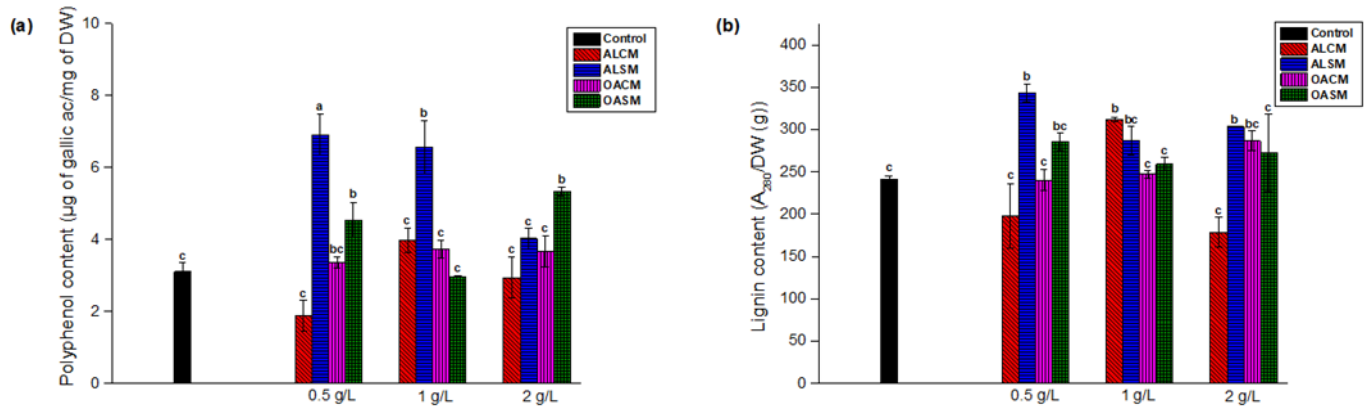 (a)
Polyphenol content (µg of gallic ac/mg of DW)
10
8
6
4
2
0
Control
ALCM
ALSM
OACM
OASM
c
c
a
bc
b
c
b
c
c
c
c
c
b
0.5 g/L
1 g/L
2 g/L
(b)
Lignin content (A280/DW (g))
400
350
300
250
200
150
100
50
0
Control
ALCM
ALSM
OACM
OASM
c
c
b
c
bc
b
bc
c
c
c
b
bc
c
0.5 g/L
1 g/L
2 g/L